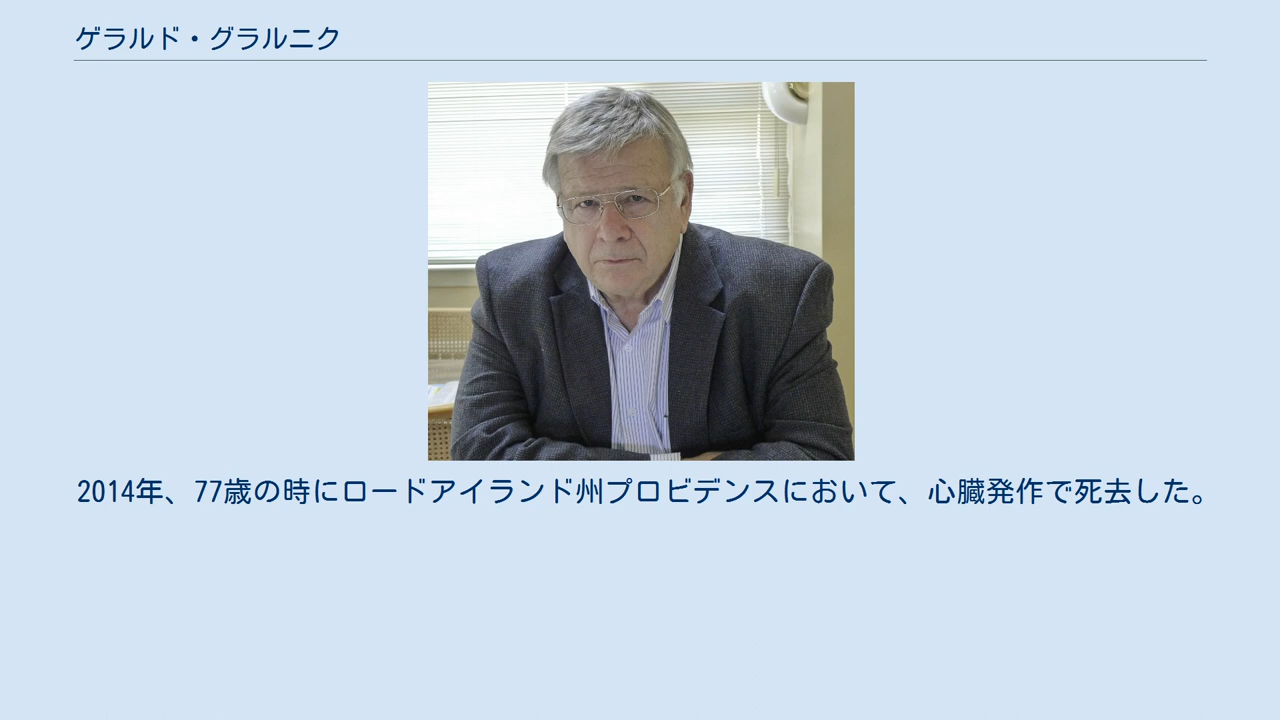 ゲラルド・グラルニク
2014年、77歳の時にロードアイランド州プロビデンスにおいて、心臓発作で死去した。